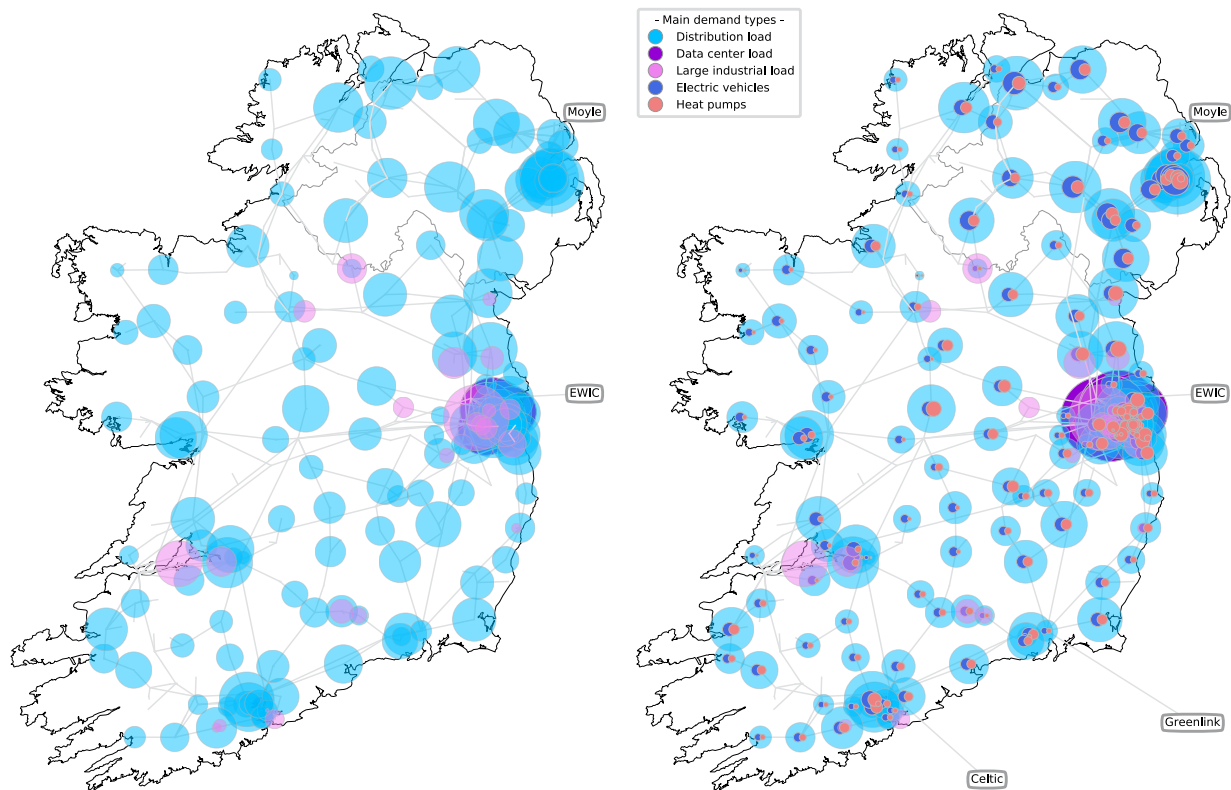 - Main demand types -
Distribution load
Data center load
Large industrial load
Electric vehicles
Heat pumps
Moyle
Moyle
EWIC
EWIC
Greenlink
Celtic